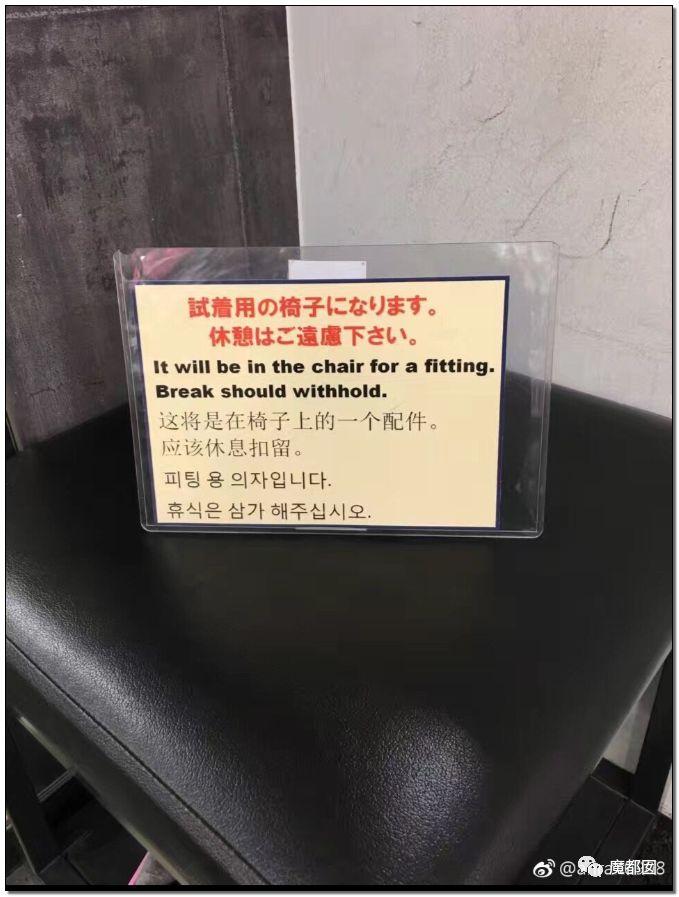 試着用の椅子になります。
休憩はご遠慮下さい。
It will be in the chair for a fitting.
Break should withhold.
这将是在椅子上的一个配件。
应该休息扣留。
피팅 용 의자입니다.
휴식은 삼가 해주십시오.
魔都囡